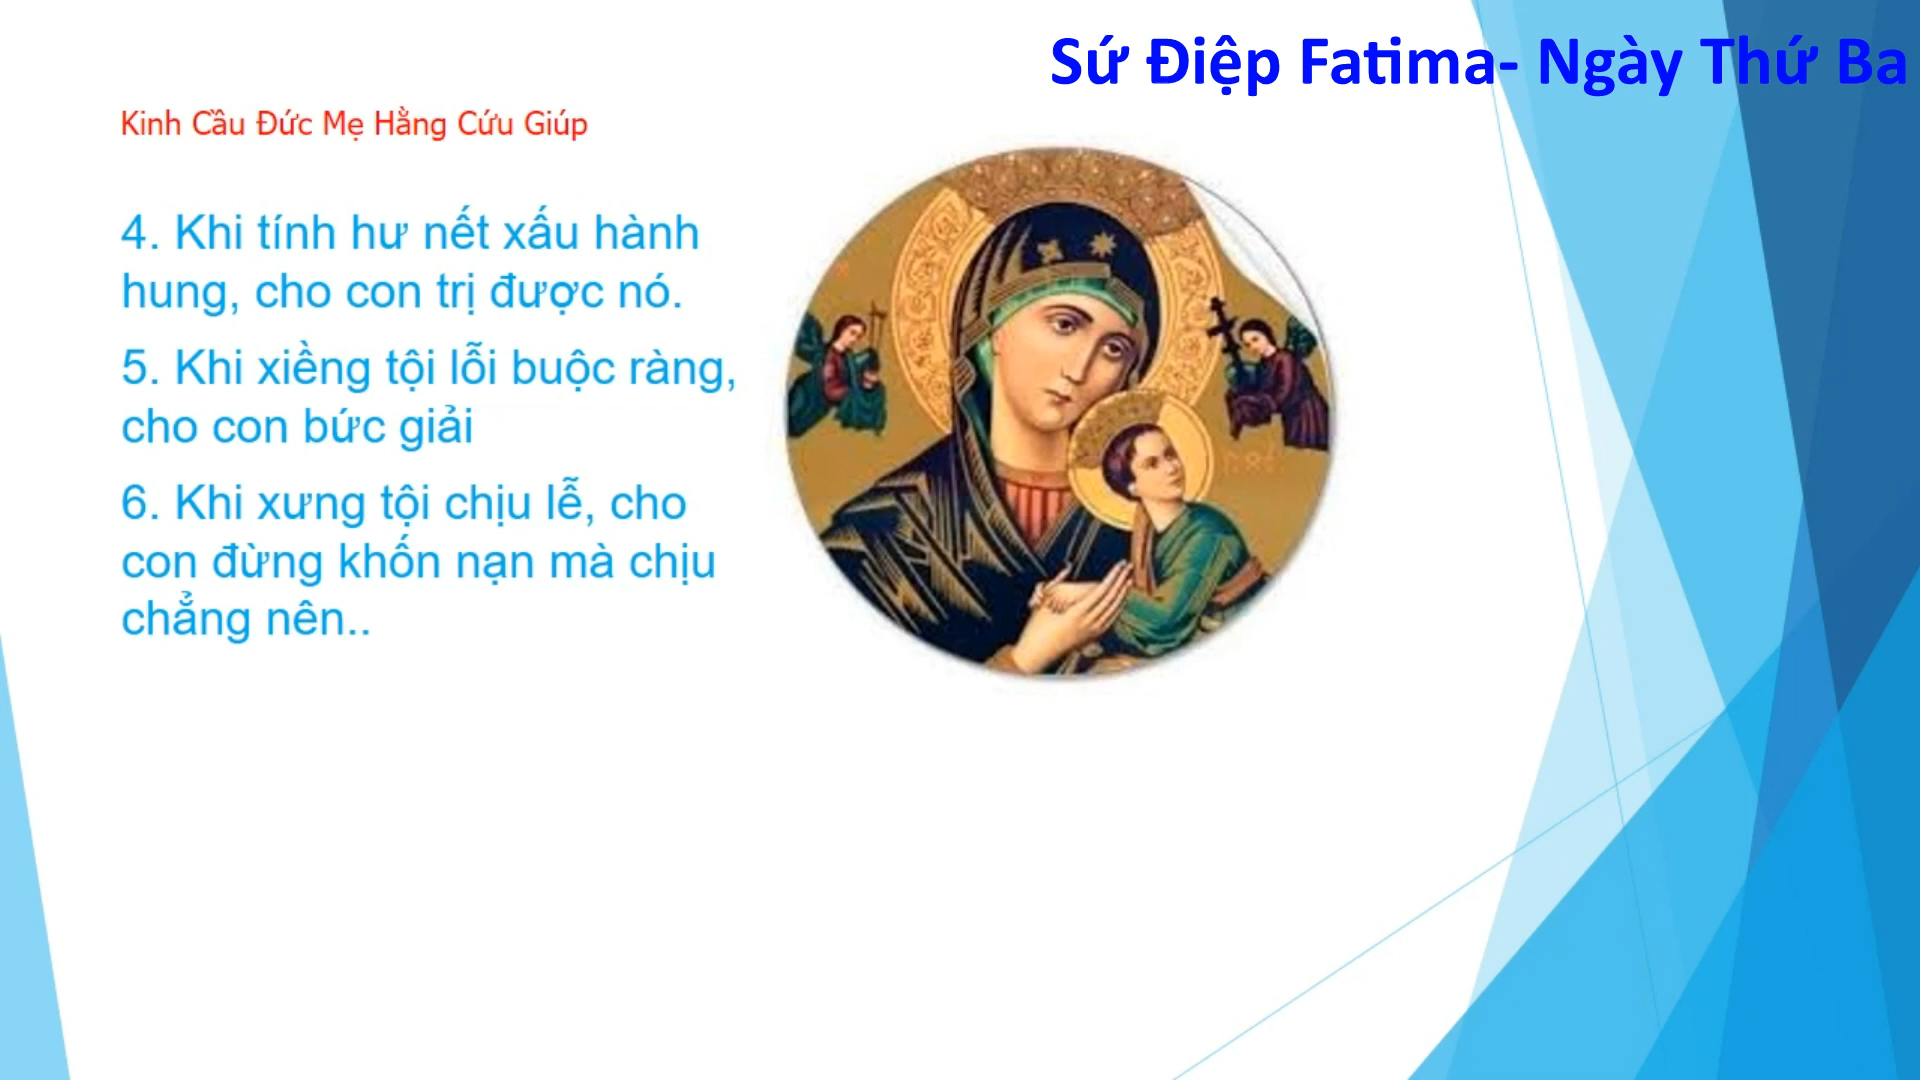 Sứ Điệp Fatima- Ngày Thứ Ba
Kinh Cầu Đức Mẹ Hằng Cứu Giúp
4. Khi tính hư nết xấu hành
hung, cho con trị được nó.
5. Khi xiềng tội lỗi buộc ràng,
cho con bức giải
6. Khi xưng tội chịu lễ, cho
con đừng khốn nạn mà chịu
chẳng nên..